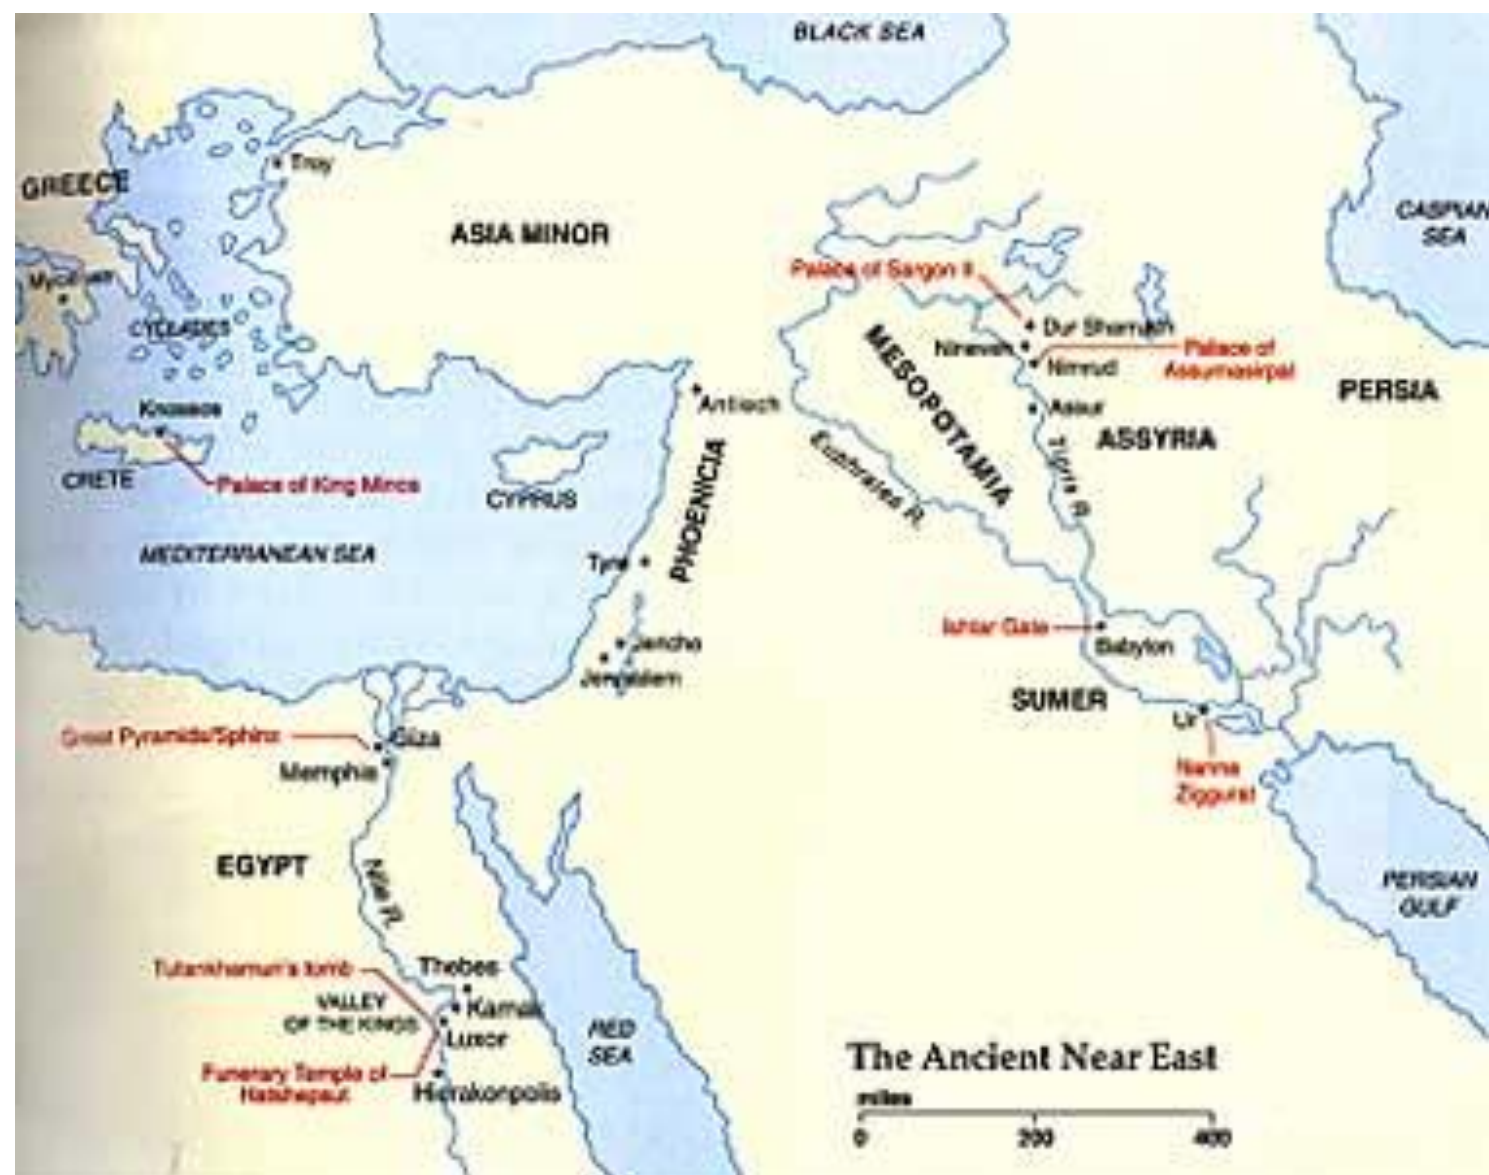 BLACK SEA
GREECE
Troy
CASPIAN
SEA
ASIA MINOR
Palace of Sargon II
CYCLADES
Dur Sharrukin
Nineveh
Palace of
Assurnasirpal
Nimrud
MESOPOTAMIA
PERSIA
Antioch
Knossos
Assur
ASSYRIA
Tigris R.
CRETE
Palace of King Minos
CYPRUS
PHOENICIA
Euphrates R.
MEDITERRANEAN SEA
Tyre
Ishtar Gate
Babylon
Jericho
Jerusalem
SUMER
Ur
Great Pyramids/Sphinx
Giza
Memphis
Nanna
Ziggurat
EGYPT
Nile R.
PERSIAN
GULF
Tutankhamun's tomb
Thebes
VALLEY
OF THE KINGS
Karnak
Luxor
RED
SEA
Funerary Temple of
Hatshepsut
Hierakonpolis
The Ancient Near East
miles
0 200 400